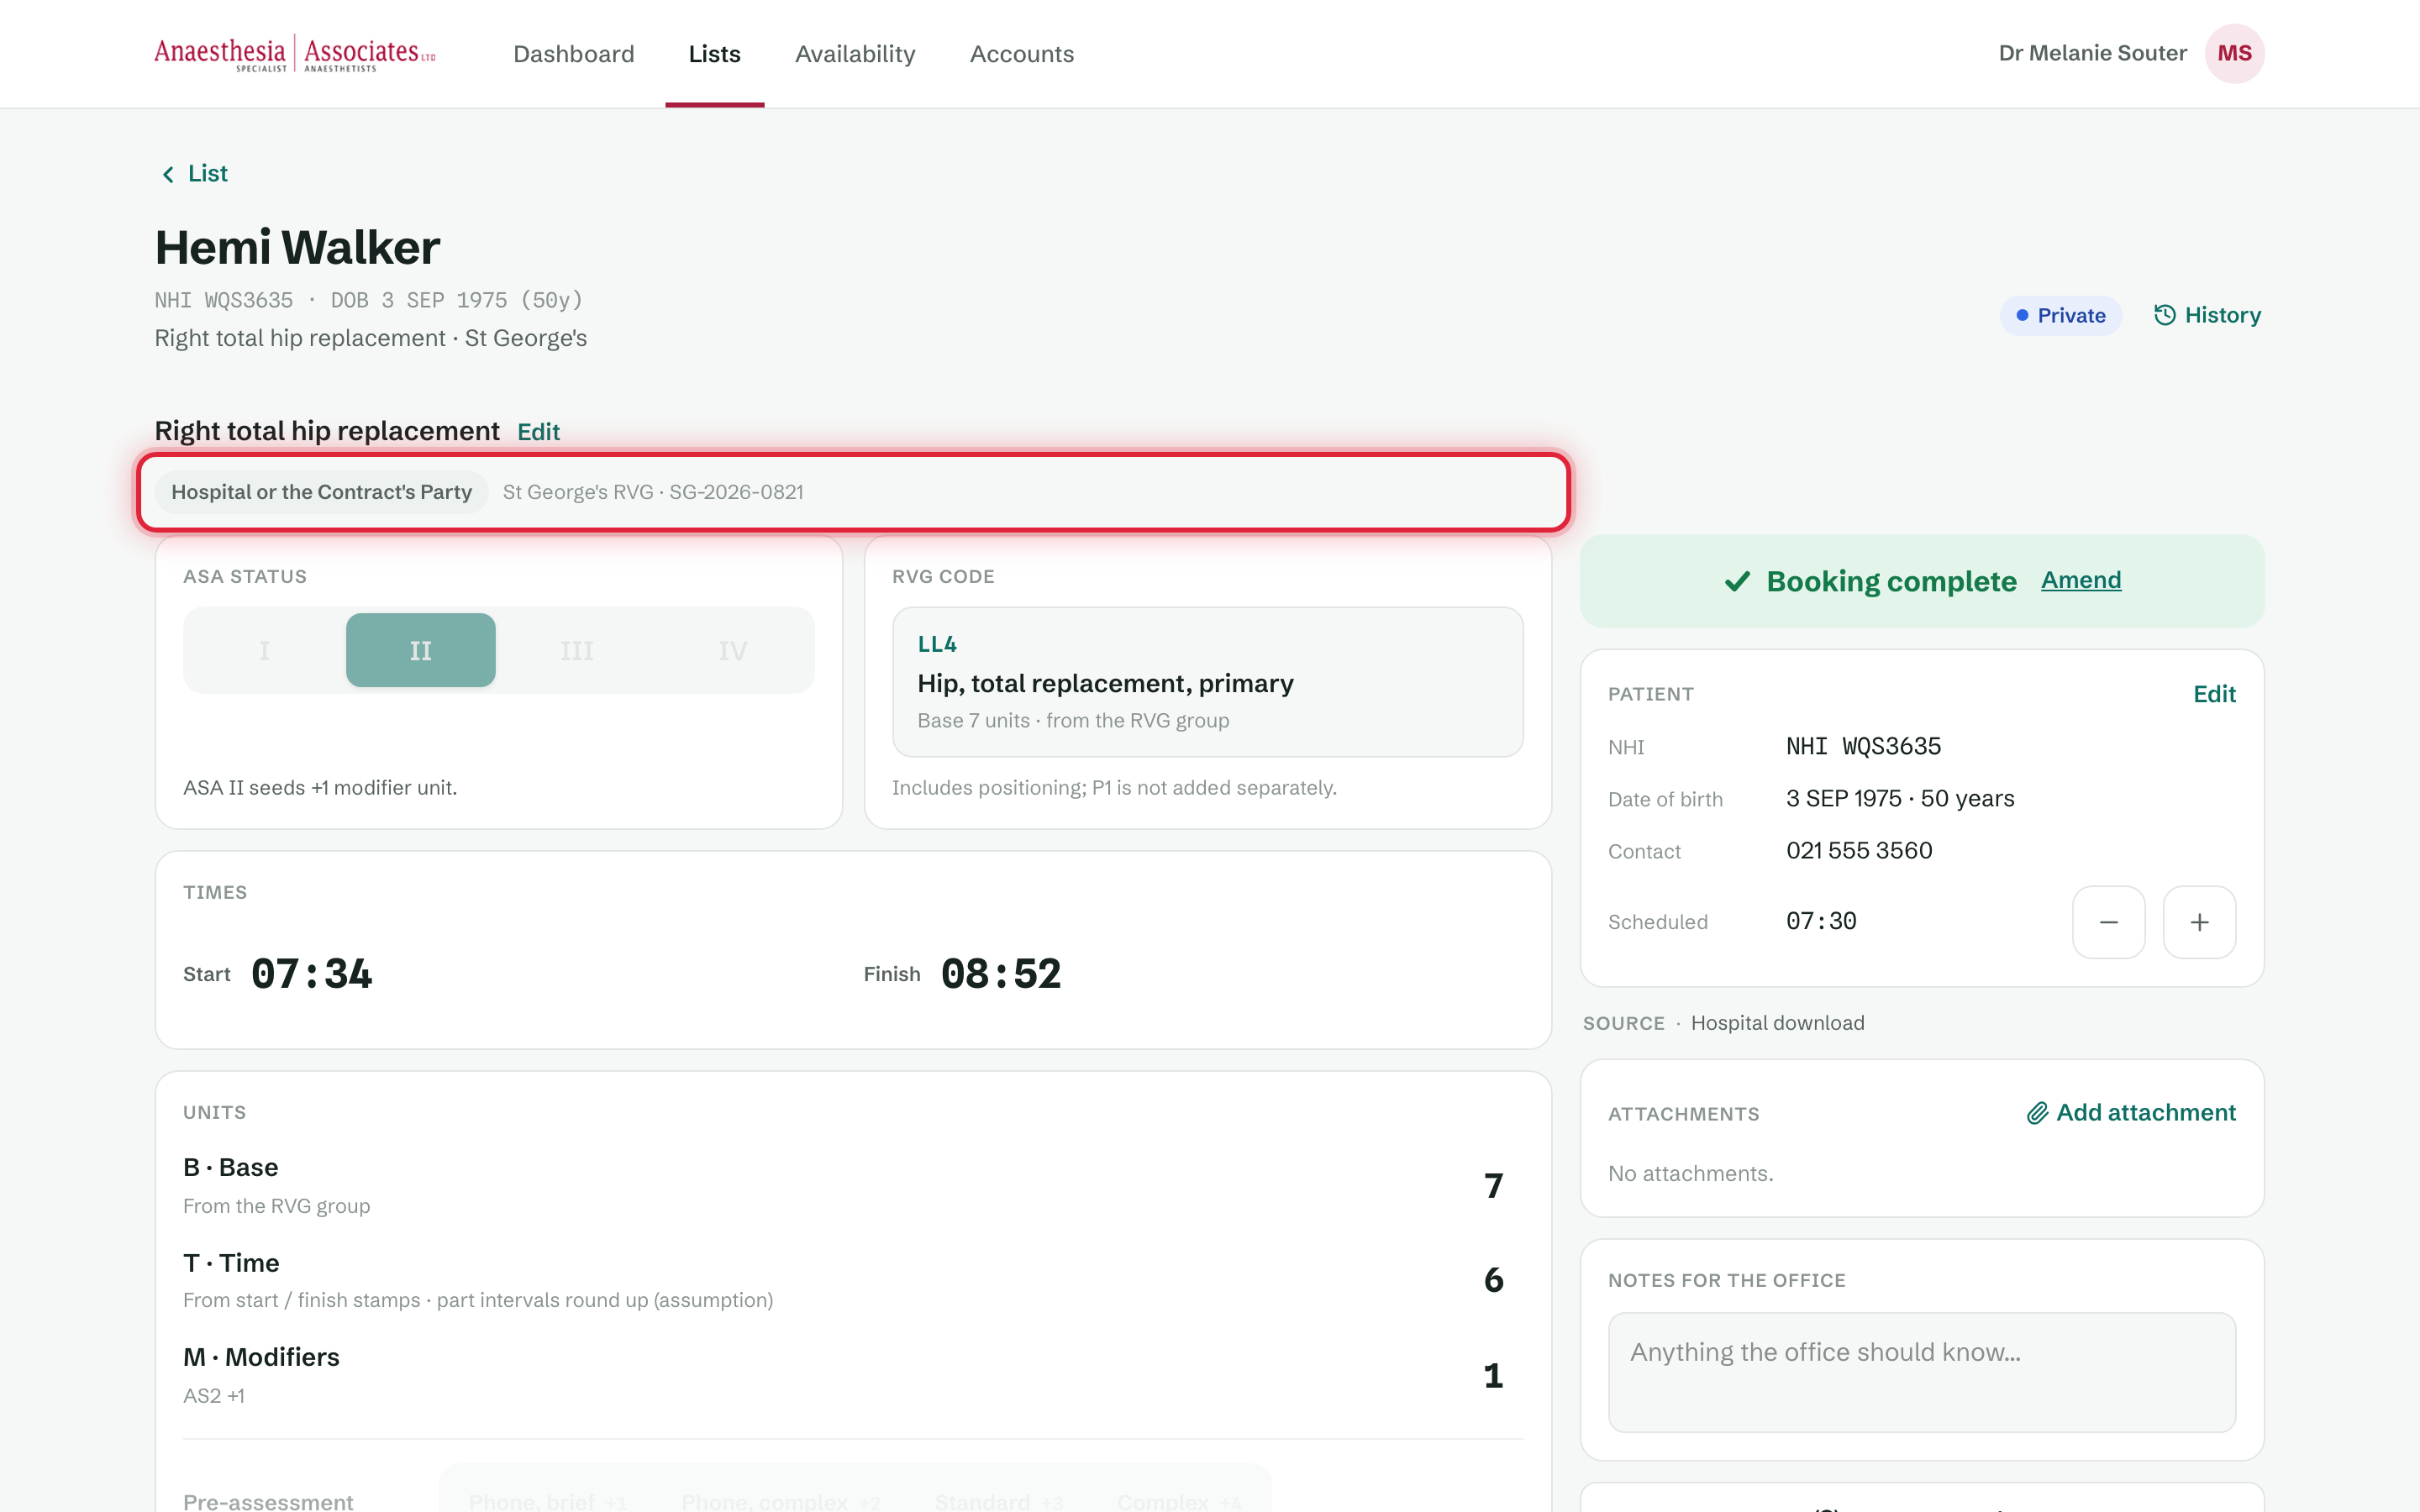 Anaesthesia | Associates LTD
SPECIALIST ANAESTHETISTS
Dashboard
Lists
Availability
Accounts
Dr Melanie Souter
MS
List
Hemi Walker
NHI WQS3635 · DOB 3 SEP 1975 (50y)
Right total hip replacement · St George's
Private
History
Right total hip replacement Edit
Hospital or the Contract's Party St George's RVG · SG-2026-0821
ASA STATUS
I II III IV
ASA II seeds +1 modifier unit.
RVG CODE
LL4
Hip, total replacement, primary
Base 7 units · from the RVG group
Includes positioning; P1 is not added separately.
TIMES
Start 07:34
Finish 08:52
UNITS
B · Base
From the RVG group
7
T · Time
From start / finish stamps · part intervals round up (assumption)
6
M · Modifiers
AS2 +1
1
Pre-assessment
Phone, brief +1 Phone, complex +2 Standard +3 Complex +4
Booking complete Amend
PATIENT Edit
NHI NHI WQS3635
Date of birth 3 SEP 1975 · 50 years
Contact 021 555 3560
Scheduled 07:30 − +
SOURCE · Hospital download
ATTACHMENTS Add attachment
No attachments.
NOTES FOR THE OFFICE
Anything the office should know...